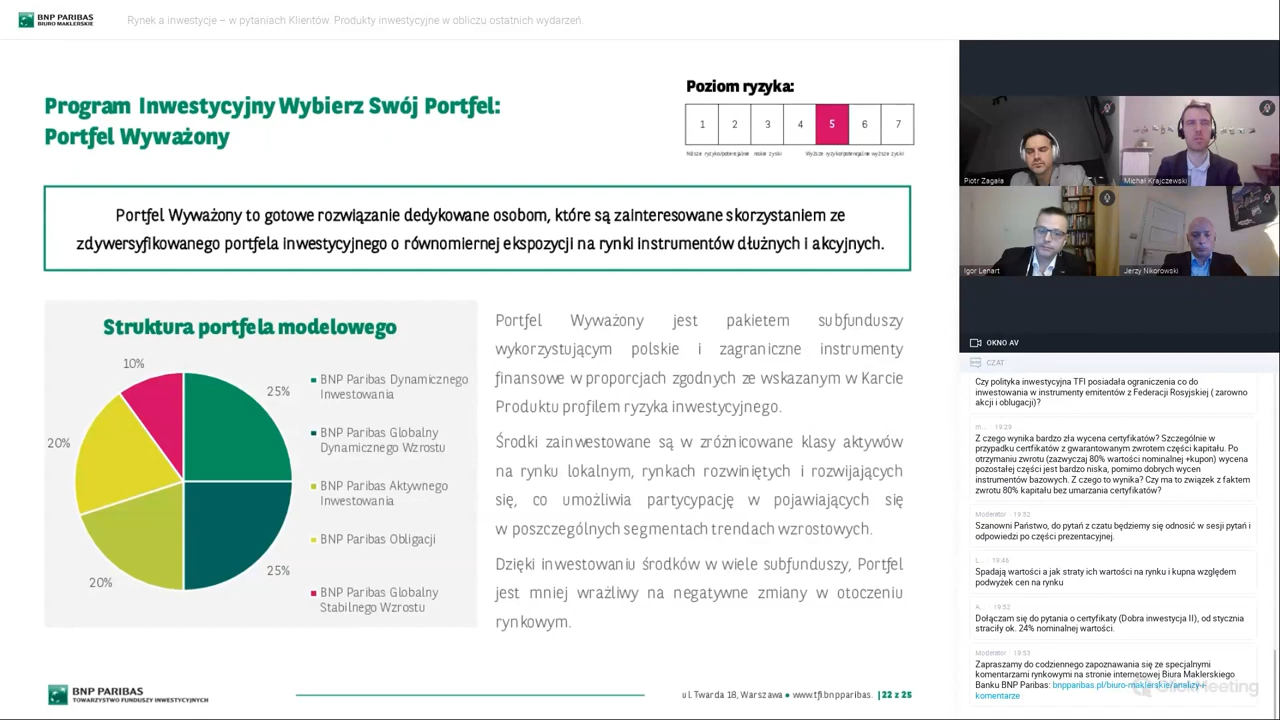 BNP PARIBAS
BIURO MAKLERSKIE
Rynek a inwestycje – w pytaniach Klientów. Produkty inwestycyjne w obliczu ostatnich wydarzeń.
Program Inwestycyjny Wybierz Swój Portfel:
Portfel Wyważony
Poziom ryzyka:
1 2 3 4 5 6 7
Niższe ryzyko/potencjalnie niskie zyski
Wyższe ryzyko/potencjalnie wyższe zyski
Portfel Wyważony to gotowe rozwiązanie dedykowane osobom, które są zainteresowane skorzystaniem ze
zdywersyfikowanego portfela inwestycyjnego o równomiernej ekspozycji na rynki instrumentów dłużnych i akcyjnych.
Struktura portfela modelowego
10%
25%
20%
20%
25%
BNP Paribas Dynamicznego
Inwestowania
BNP Paribas Globalny
Dynamicznego Wzrostu
BNP Paribas Aktywnego
Inwestowania
BNP Paribas Obligacji
BNP Paribas Globalny
Stabilnego Wzrostu
Portfel Wyważony jest pakietem subfunduszy
wykorzystującym polskie i zagraniczne instrumenty
finansowe w proporcjach zgodnych ze wskazanym w Karcie
Produktu profilem ryzyka inwestycyjnego.
Środki zainwestowane są w zróżnicowane klasy aktywów
na rynku lokalnym, rynkach rozwiniętych i rozwijających
się, co umożliwia partycypację w pojawiających się
w poszczególnych segmentach trendach wzrostowych.
Dzięki inwestowaniu środków w wiele subfunduszy, Portfel
jest mniej wrażliwy na negatywne zmiany w otoczeniu
rynkowym.
BNP PARIBAS
TOWARZYSTWO FUNDUSZY INWESTYCYJNYCH
ul. Twarda 18, Warszawa ● www.tfi.bnpparibas. | 22 z 25
Piotr Zagała
Michał Krajczewski
Igor Lenart
Jerzy Nikorowski
OKNO AV
CZAT
Czy polityka inwestycyjna TFI posiadała ograniczenia co do
inwestowania w instrumenty emitentów z Federacji Rosyjskiej ( zarowno
akcji i oblugacji)?
m... · 19:29
Z czego wynika bardzo zła wycena certyfikatów? Szczególnie w
przypadku certfikatów z gwarantowanym zwrotem części kapitału. Po
otrzymaniu zwrotu (zazwyczaj 80% wartości nominalnej +kupon) wycena
pozostałej części jest bardzo niska, pomimo dobrych wycen
instrumentów bazowych. Z czego to wynika? Czy ma to związek z faktem
zwrotu 80% kapitału bez umarzania certyfikatów?
Moderator · 19:52
Szanowni Państwo, do pytań z czatu będziemy się odnosić w sesji pytań i
odpowiedzi po części prezentacyjnej.
L... · 19:46
Spadają wartości a jak straty ich wartości na rynku i kupna względem
podwyżek cen na rynku
A... · 19:52
Dołączam się do pytania o certyfikaty (Dobra inwestycja II), od stycznia
straciły ok. 24% nominalnej wartości.
Moderator · 19:53
Zapraszamy do codziennego zapoznawania się ze specjalnymi
komentarzami rynkowymi na stronie internetowej Biura Maklerskiego
Banku BNP Paribas: bnpparibas.pl/biuro-maklerskie/analizy-i-
komentarze
ClickMeeting